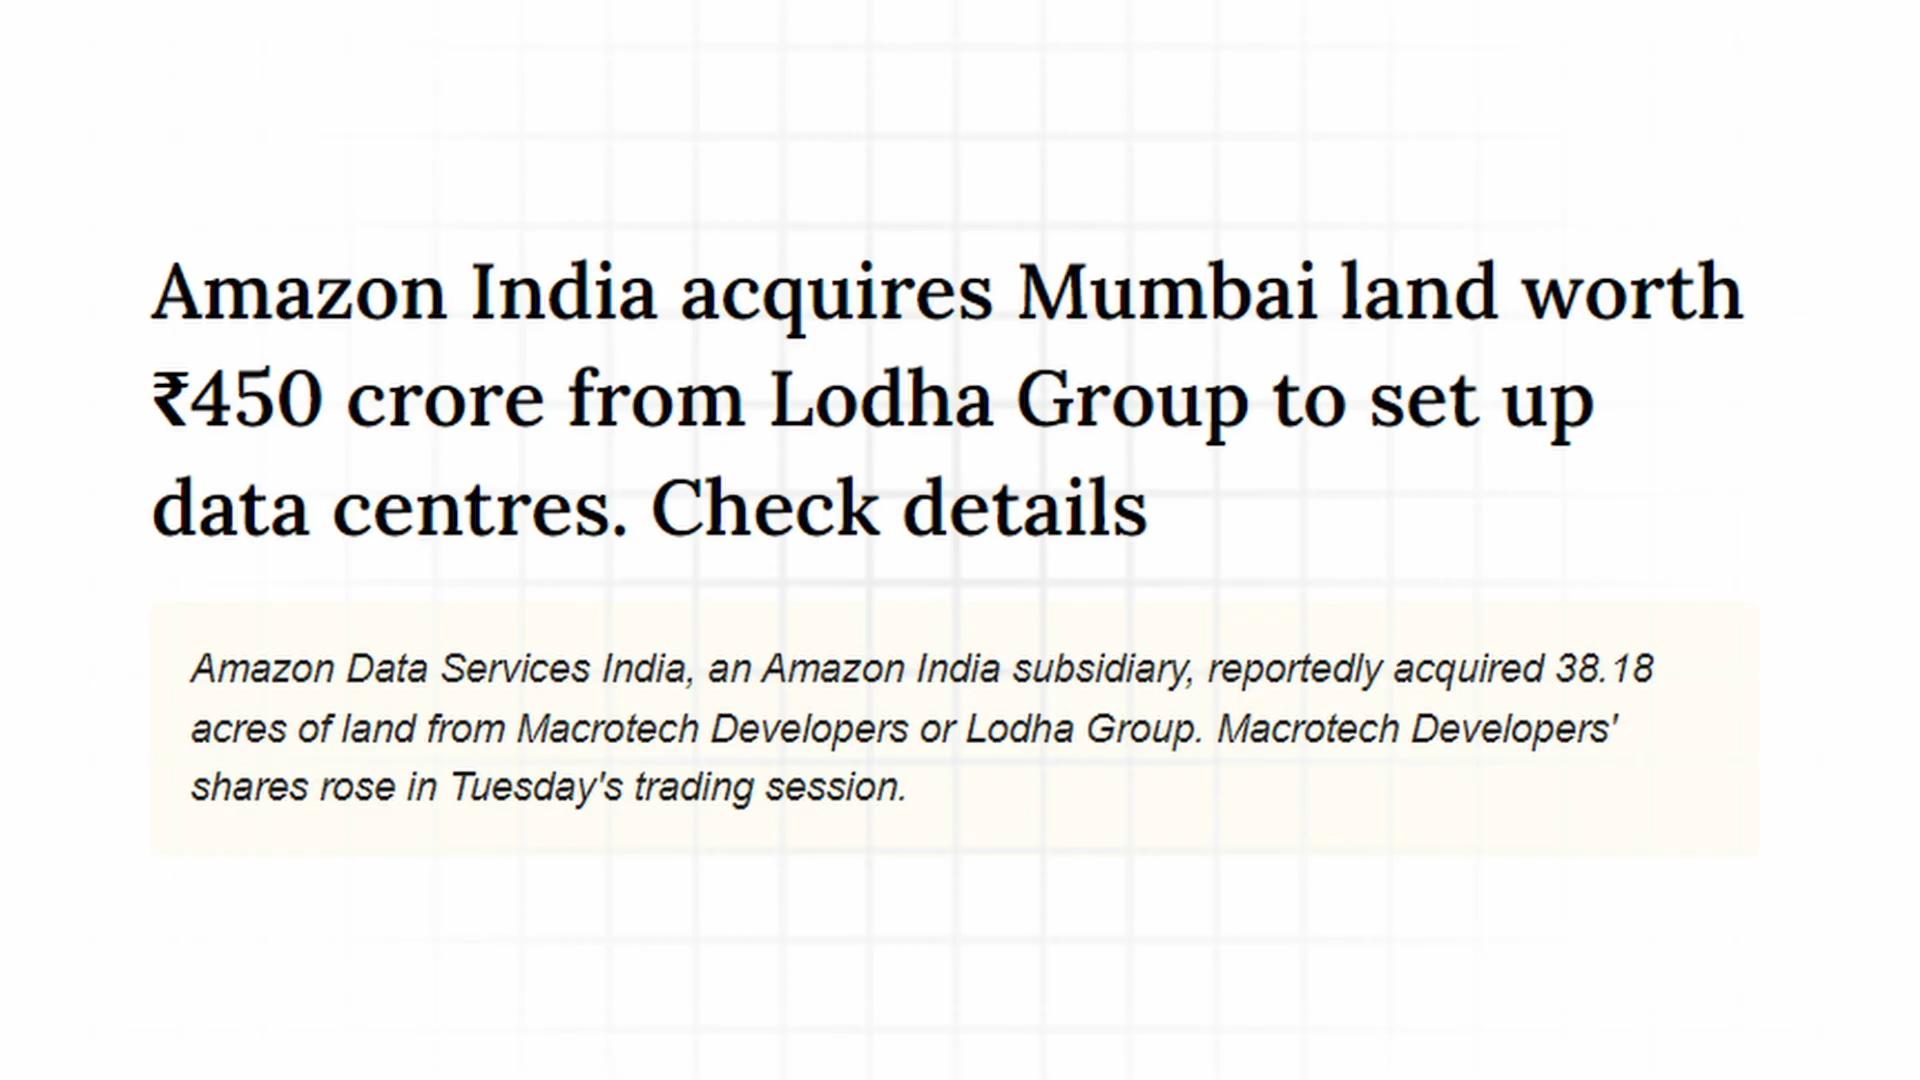 Amazon India acquires Mumbai land worth
₹450 crore from Lodha Group to set up
data centres. Check details
Amazon Data Services India, an Amazon India subsidiary, reportedly acquired 38.18
acres of land from Macrotech Developers or Lodha Group. Macrotech Developers'
shares rose in Tuesday's trading session.